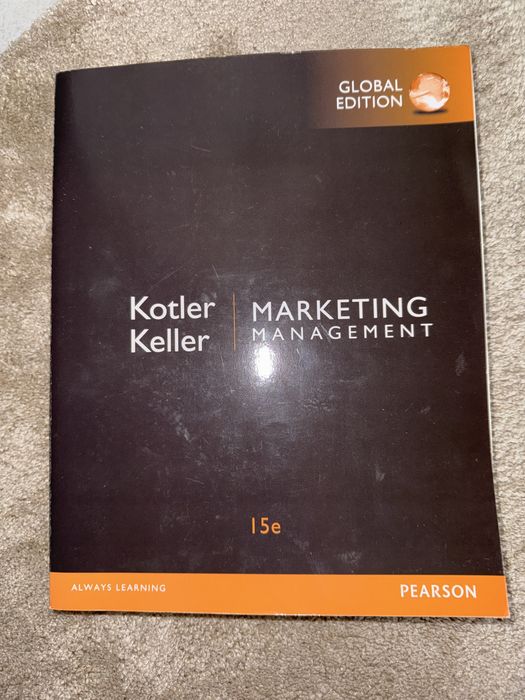 GLOBAL
EDITION
Kotler
Keller
MARKETING
MANAGEMENT
15e
ALWAYS LEARNING
PEARSON